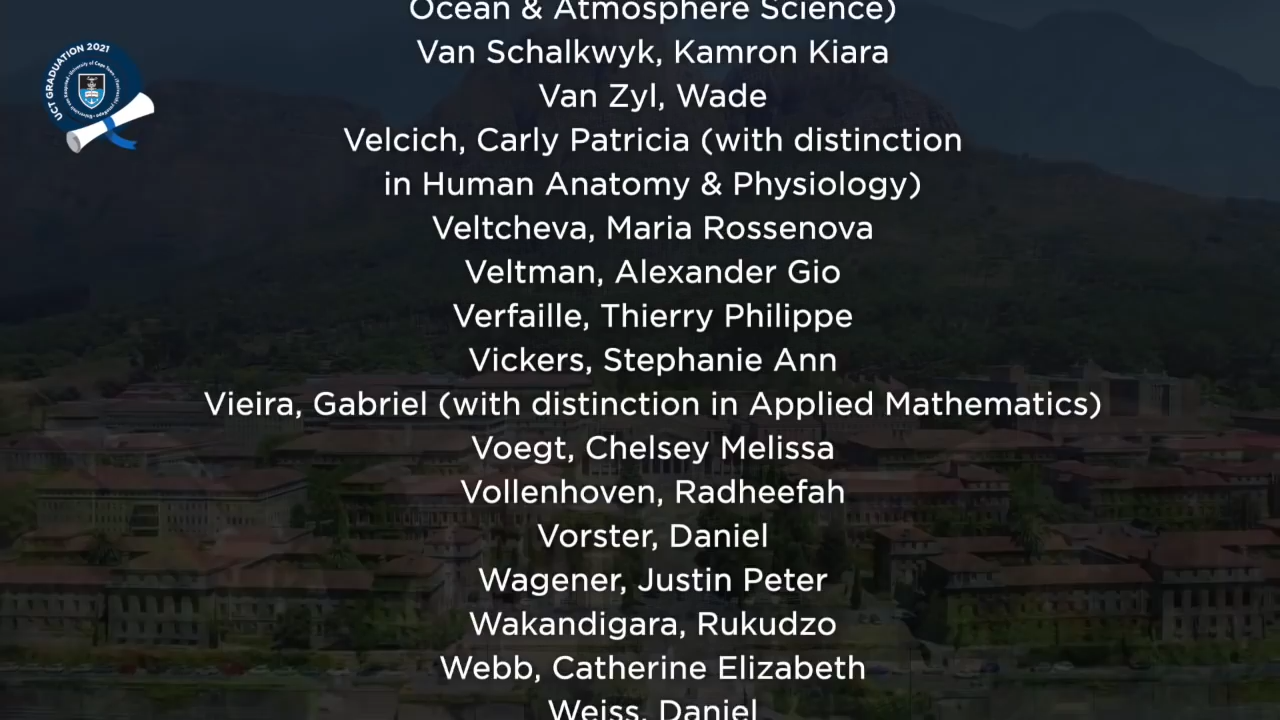 Ocean & Atmosphere Science)
UCT GRADUATION 2021
Van Schalkwyk, Kamron Kiara
Van Zyl, Wade
Velcich, Carly Patricia (with distinction
in Human Anatomy & Physiology)
Veltcheva, Maria Rossenova
Veltman, Alexander Gio
Verfaille, Thierry Philippe
Vickers, Stephanie Ann
Vieira, Gabriel (with distinction in Applied Mathematics)
Voegt, Chelsey Melissa
Vollenhoven, Radheefah
Vorster, Daniel
Wagener, Justin Peter
Wakandigara, Rukudzo
Webb, Catherine Elizabeth
Weiss, Daniel